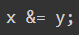 x &= y;